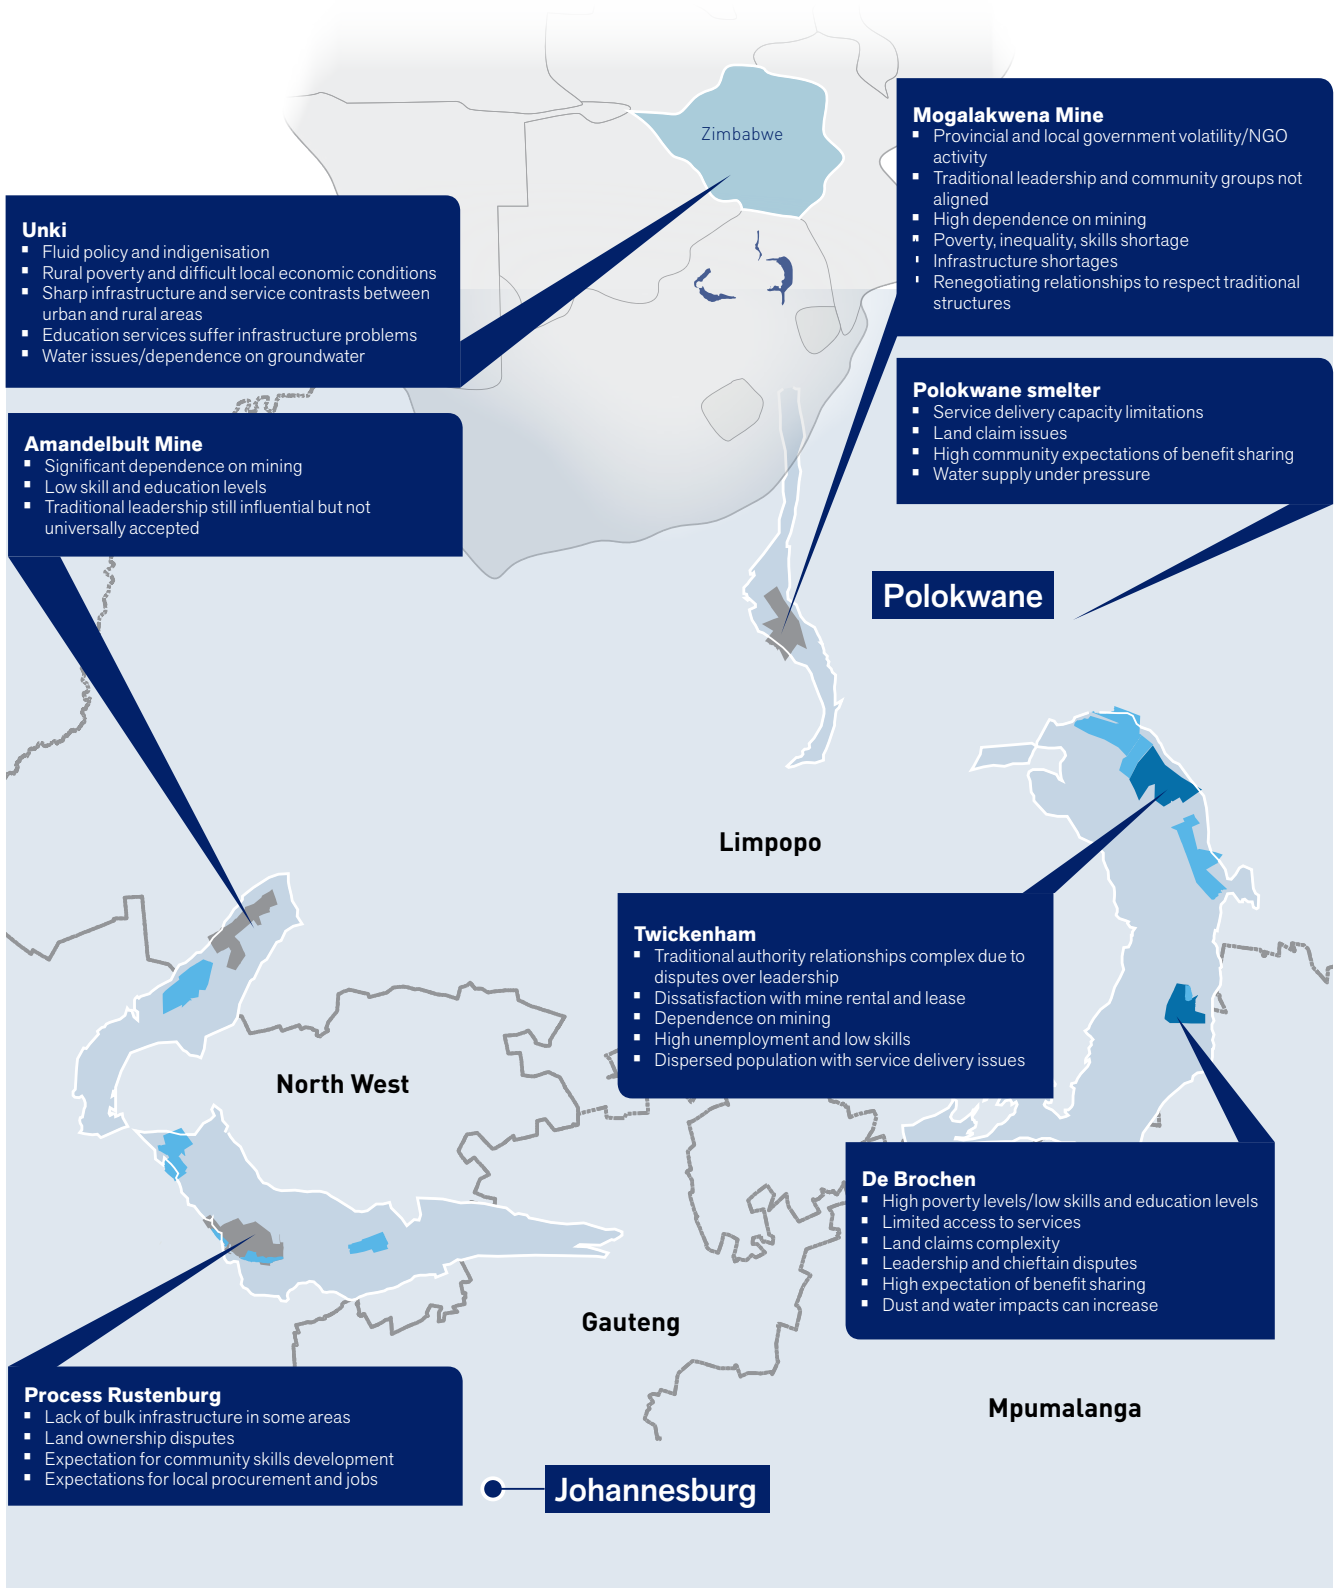 Zimbabwe
Mogalakwena Mine
Provincial and local government volatility/NGO
activity
Traditional leadership and community groups not
aligned
High dependence on mining
Poverty, inequality, skills shortage
Infrastructure shortages
Renegotiating relationships to respect traditional
structures
Unki
Fluid policy and indigenisation
Rural poverty and difficult local economic conditions
Sharp infrastructure and service contrasts between
urban and rural areas
Education services suffer infrastructure problems
Water issues/dependence on groundwater
Polokwane smelter
Service delivery capacity limitations
Land claim issues
High community expectations of benefit sharing
Water supply under pressure
Amandelbult Mine
Significant dependence on mining
Low skill and education levels
Traditional leadership still influential but not
universally accepted
Polokwane
Limpopo
Twickenham
Traditional authority relationships complex due to
disputes over leadership
Dissatisfaction with mine rental and lease
Dependence on mining
High unemployment and low skills
Dispersed population with service delivery issues
North West
De Brochen
High poverty levels/low skills and education levels
Limited access to services
Land claims complexity
Leadership and chieftain disputes
High expectation of benefit sharing
Dust and water impacts can increase
Gauteng
Process Rustenburg
Lack of bulk infrastructure in some areas
Land ownership disputes
Expectation for community skills development
Expectations for local procurement and jobs
Mpumalanga
Johannesburg